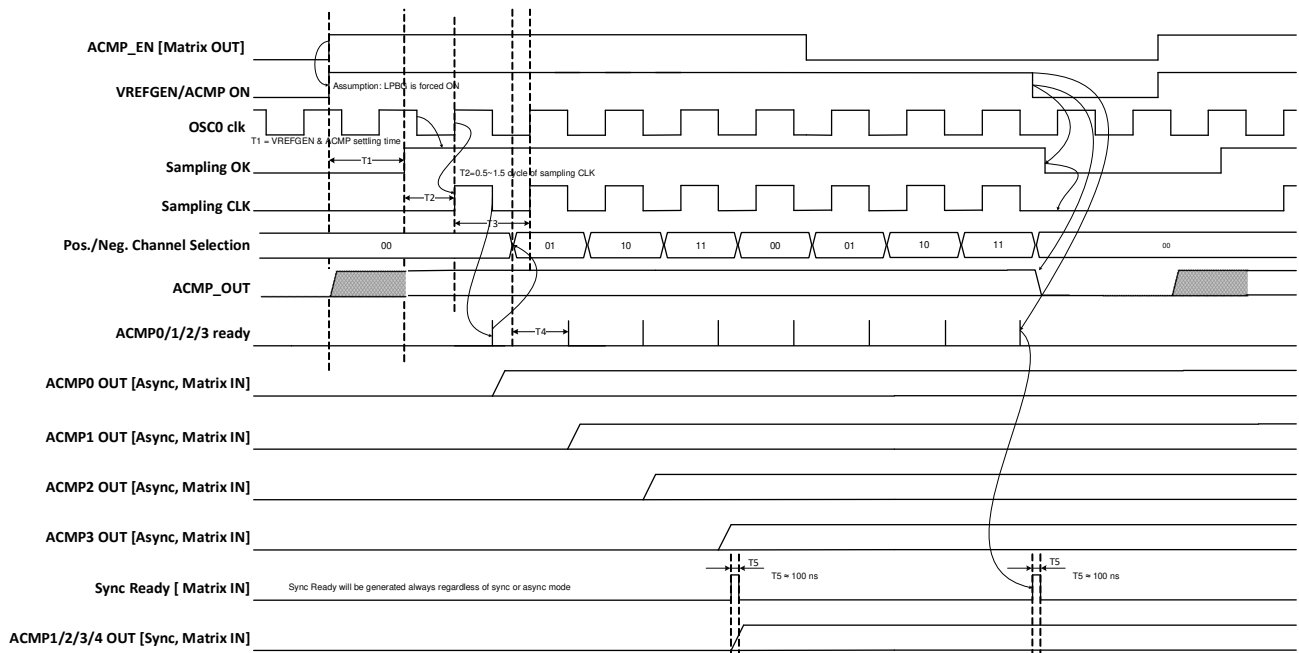 ACMP_EN [Matrix OUT]
VREFGEN/ACMP ON
Assumption: LPBG is forced ON
OSC0 clk
T1 = VREFGEN & ACMP settling time
Sampling OK
T1
T2=0.5~1.5 cycle of sampling CLK
Sampling CLK
T2
T3
Pos./Neg. Channel Selection
00 01 10 11 00 01 10 11 00
ACMP_OUT
ACMP0/1/2/3 ready
T4
ACMP0 OUT [Async, Matrix IN]
ACMP1 OUT [Async, Matrix IN]
ACMP2 OUT [Async, Matrix IN]
ACMP3 OUT [Async, Matrix IN]
T5 T5
T5 ≈ 100 ns T5 ≈ 100 ns
Sync Ready [ Matrix IN]
Sync Ready will be generated always regardless of sync or async mode
ACMP1/2/3/4 OUT [Sync, Matrix IN]